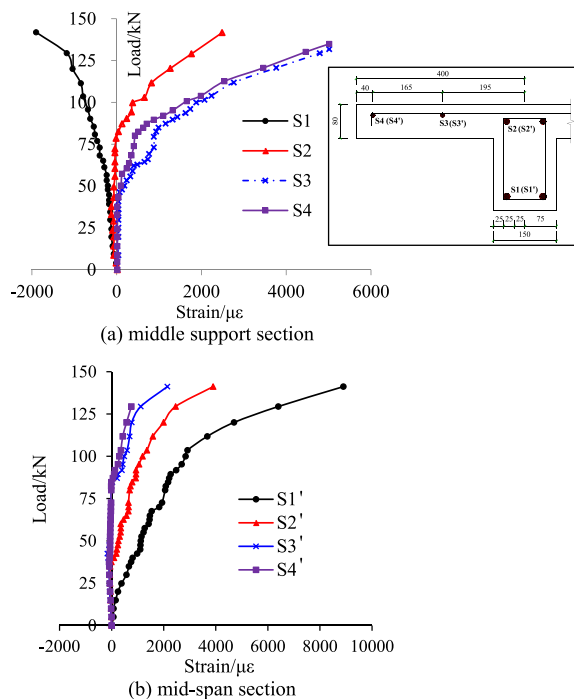 Load/kN
150
125
100
75
50
25
0
-2000 0 2000 4000 6000
Strain/με
S1
S2
S3
S4
400
40 165 195
80
S4 (S4') S3 (S3') S2 (S2')
S1 (S1')
25 25 25 75
150
(a) middle support section
Load/kN
150
125
100
75
50
25
0
-2000 0 2000 4000 6000 8000 10000
Strain/με
S1'
S2'
S3'
S4'
(b) mid-span section